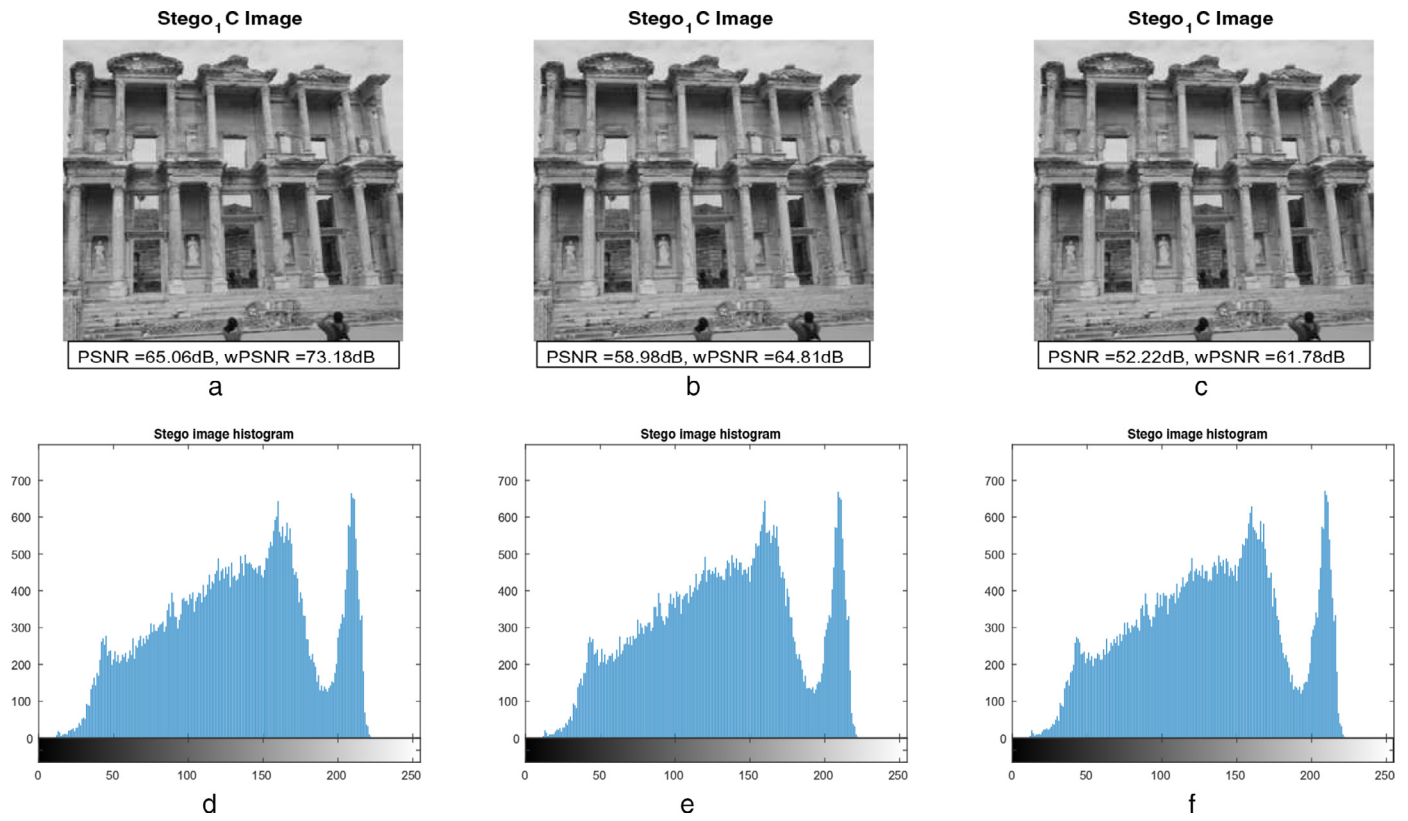 Stego₁C Image
Stego₁C Image
Stego₁C Image
PSNR =65.06dB, wPSNR =73.18dB
PSNR =58.98dB, wPSNR =64.81dB
PSNR =52.22dB, wPSNR =61.78dB
a
b
c
Stego image histogram
700
600
500
400
300
200
100
0
0 50 100 150 200 250
d
Stego image histogram
700
600
500
400
300
200
100
0
0 50 100 150 200 250
e
Stego image histogram
700
600
500
400
300
200
100
0
0 50 100 150 200 250
f